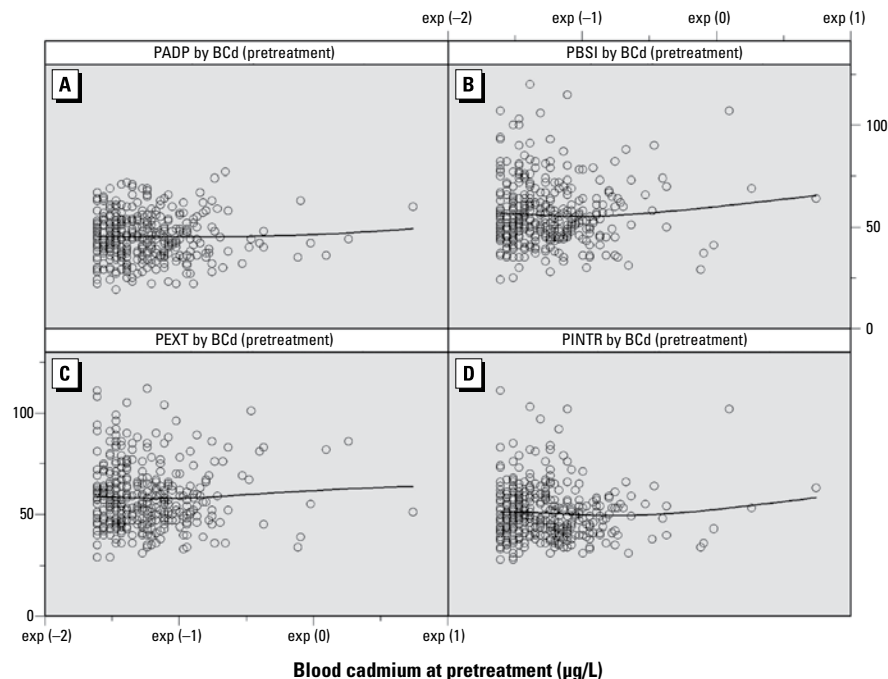 exp (–2) exp (–1) exp (0) exp (1)
PADP by BCd (pretreatment) PBSI by BCd (pretreatment)
A B
100
50
0
PEXT by BCd (pretreatment) PINTR by BCd (pretreatment)
C D
100
50
0
exp (–2) exp (–1) exp (0) exp (1)
Blood cadmium at pretreatment (µg/L)